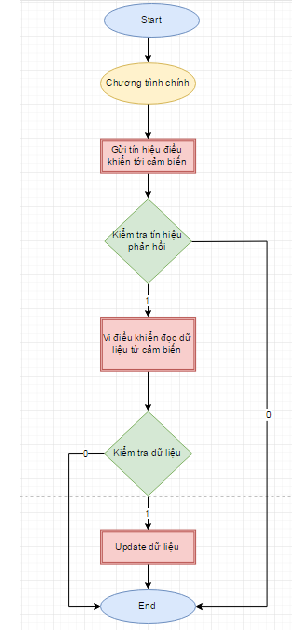 Start
Chương trình chính
Gửi tín hiệu điều
khiển tới cảm biến
Kiểm tra tín hiệu
phản hồi
1
0
Vi điều khiển đọc dữ
liệu từ cảm biến
Kiểm tra dữ liệu
0
1
Update dữ liệu
End